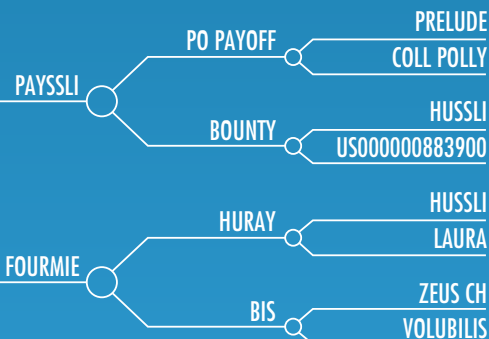 PRELUDE
PO PAYOFF
COLL POLLY
PAYSSLI
HUSSLI
BOUNTY
US000000883900
HUSSLI
HURAY
LAURA
FOURMIE
ZEUS CH
BIS
VOLUBILIS